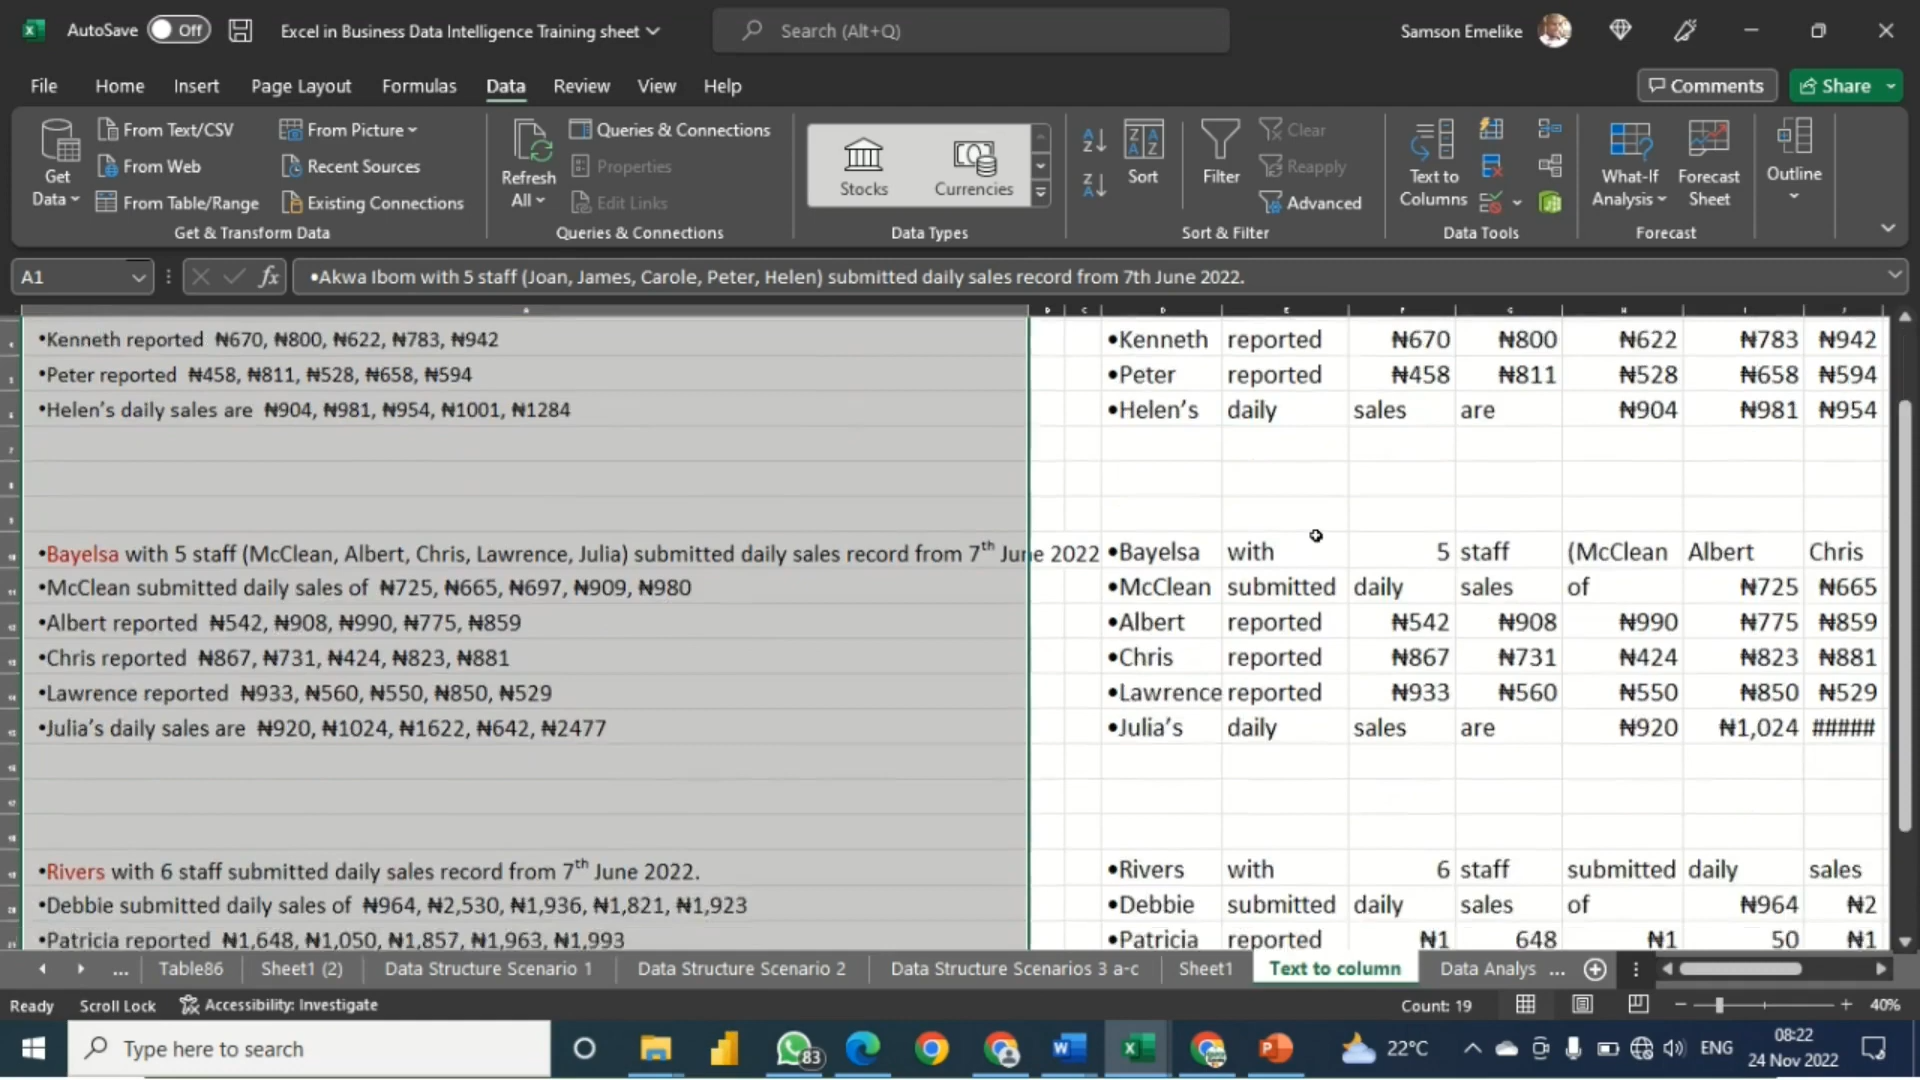 AutoSave Off Excel in Business Data Intelligence Training sheet Search (Alt+Q) Samson Emelike
File Home Insert Page Layout Formulas Data Review View Help Comments Share
Get Data From Text/CSV From Web From Table/Range From Picture Recent Sources Existing Connections
Get & Transform Data
Refresh All Queries & Connections Properties Edit Links
Queries & Connections
Stocks Currencies
Data Types
Sort Filter Clear Reapply Advanced
Sort & Filter
Text to Columns
Data Tools
What-If Analysis Forecast Sheet
Forecast
Outline
A1 fx •Akwa Ibom with 5 staff (Joan, James, Carole, Peter, Helen) submitted daily sales record from 7th June 2022.
•Kenneth reported ₦670, ₦800, ₦622, ₦783, ₦942 •Kenneth reported ₦670 ₦800 ₦622 ₦783 ₦942
•Peter reported ₦458, ₦811, ₦528, ₦658, ₦594 •Peter reported ₦458 ₦811 ₦528 ₦658 ₦594
•Helen’s daily sales are ₦904, ₦981, ₦954, ₦1001, ₦1284 •Helen’s daily sales are ₦904 ₦981 ₦954
•Bayelsa with 5 staff (McClean, Albert, Chris, Lawrence, Julia) submitted daily sales record from 7th June 2022 •Bayelsa with 5 staff (McClean Albert Chris
•McClean submitted daily sales of ₦725, ₦665, ₦697, ₦909, ₦980 •McClean submitted daily sales of ₦725 ₦665
•Albert reported ₦542, ₦908, ₦990, ₦775, ₦859 •Albert reported ₦542 ₦908 ₦990 ₦775 ₦859
•Chris reported ₦867, ₦731, ₦424, ₦823, ₦881 •Chris reported ₦867 ₦731 ₦424 ₦823 ₦881
•Lawrence reported ₦933, ₦560, ₦550, ₦850, ₦529 •Lawrence reported ₦933 ₦560 ₦550 ₦850 ₦529
•Julia’s daily sales are ₦920, ₦1024, ₦1622, ₦642, ₦2477 •Julia’s daily sales are ₦920 ₦1,024 #####
•Rivers with 6 staff submitted daily sales record from 7th June 2022. •Rivers with 6 staff submitted daily sales
•Debbie submitted daily sales of ₦964, ₦2,530, ₦1,936, ₦1,821, ₦1,923 •Debbie submitted daily sales of ₦964 ₦2
•Patricia reported ₦1,648, ₦1,050, ₦1,857, ₦1,963, ₦1,993 •Patricia reported ₦1 648 ₦1 50 ₦1
... Table86 Sheet1 (2) Data Structure Scenario 1 Data Structure Scenario 2 Data Structure Scenarios 3 a-c Sheet1 Text to column Data Analys ...
Ready Scroll Lock Accessibility: Investigate Count: 19 40%
Type here to search 83 22°C ENG 08:22
24 Nov 2022